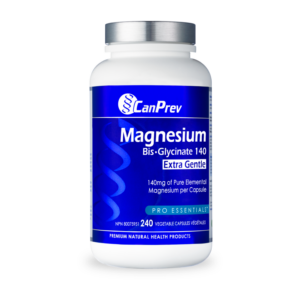 CanPrev
Magnesium
Bis•Glycinate 140
Extra Gentle
140mg of Pure Elemental
Magnesium per Capsule
PRO ESSENTIALS
240 VEGETABLE CAPSULES VÉGÉTALES
PREMIUM NATURAL HEALTH PRODUCTS